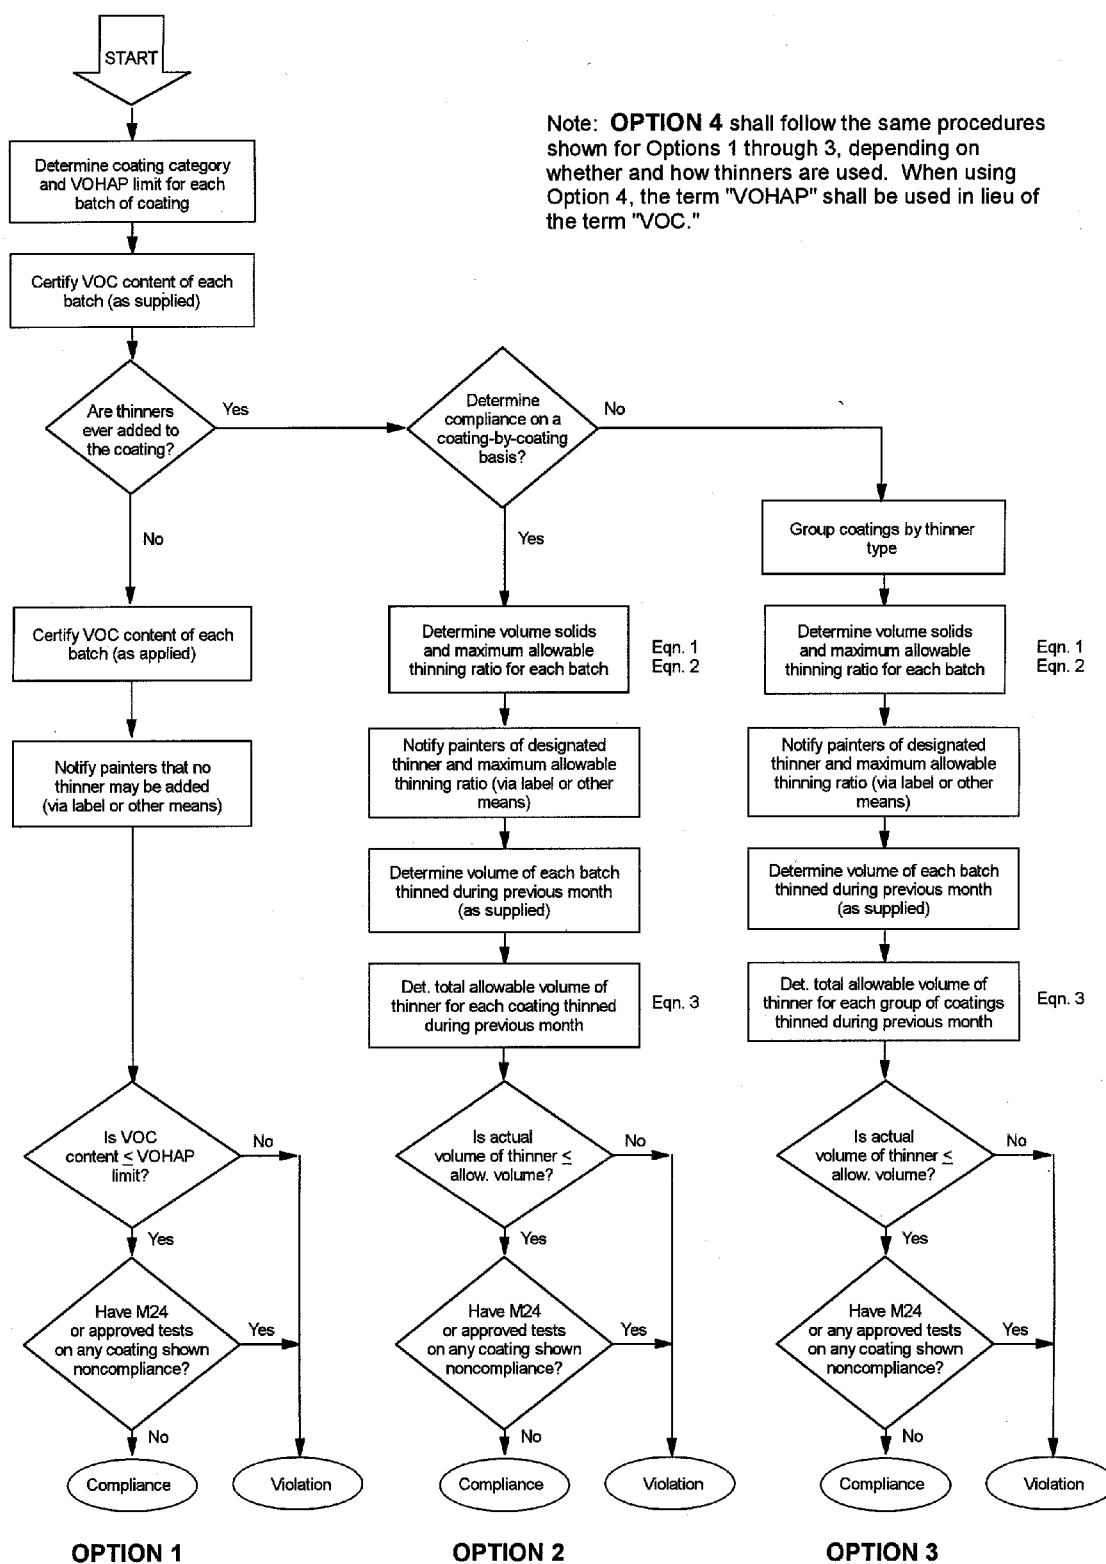 START
Note: OPTION 4 shall follow the same procedures
shown for Options 1 through 3, depending on
whether and how thinners are used. When using
Option 4, the term "VOHAP" shall be used in lieu of
the term "VOC."
Determine coating category
and VOHAP limit for each
batch of coating
Certify VOC content of each
batch (as supplied)
Are thinners
ever added to
the coating?
Yes
No
Determine
compliance on a
coating-by-coating
basis?
No
Yes
Certify VOC content of each
batch (as applied)
Notify painters that no
thinner may be added
(via label or other means)
Is VOC
content ≤ VOHAP
limit?
No
Yes
Have M24
or approved tests
on any coating shown
noncompliance?
Yes
No
Compliance
Violation
OPTION 1
Determine volume solids
and maximum allowable
thinning ratio for each batch
Eqn. 1
Eqn. 2
Notify painters of designated
thinner and maximum allowable
thinning ratio (via label or other
means)
Determine volume of each batch
thinned during previous month
(as supplied)
Det. total allowable volume of
thinner for each coating thinned
during previous month
Eqn. 3
Is actual
volume of thinner ≤
allow. volume?
No
Yes
Have M24
or approved tests
on any coating shown
noncompliance?
Yes
No
Compliance
Violation
OPTION 2
Group coatings by thinner
type
Determine volume solids
and maximum allowable
thinning ratio for each batch
Eqn. 1
Eqn. 2
Notify painters of designated
thinner and maximum allowable
thinning ratio (via label or other
means)
Determine volume of each batch
thinned during previous month
(as supplied)
Det. total allowable volume of
thinner for each group of coatings
thinned during previous month
Eqn. 3
Is actual
volume of thinner ≤
allow. volume?
No
Yes
Have M24
or any approved tests
on any coating shown
noncompliance?
Yes
No
Compliance
Violation
OPTION 3